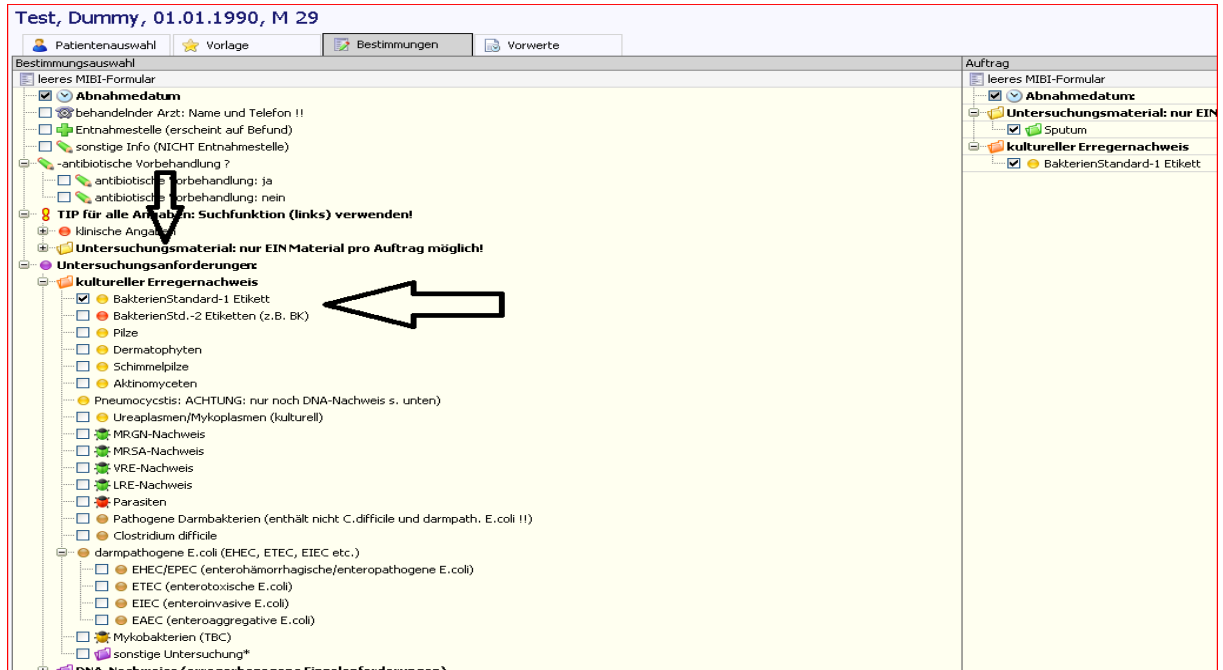 Test, Dummy, 01.01.1990, M 29
Patientenauswahl Vorlage Bestimmungen Vorwerte
Bestimmungsauswahl
leeres MIBI-Formular
Abnahmedatum
behandelnder Arzt: Name und Telefon !!
Entnahmestelle (erscheint auf Befund)
sonstige Info (NICHT Entnahmestelle)
-antibiotische Vorbehandlung ?
antibiotische Vorbehandlung: ja
antibiotische Vorbehandlung: nein
TIP für alle Angaben: Suchfunktion (links) verwenden!
klinische Angaben
Untersuchungsmaterial: nur EIN Material pro Auftrag möglich!
Untersuchungsanforderungen:
kultureller Erregernachweis
BakterienStandard-1 Etikett
BakterienStd.-2 Etiketten (z.B. BK)
Pilze
Dermatophyten
Schimmelpilze
Aktinomyceten
Pneumocycstis: ACHTUNG: nur noch DNA-Nachweis s. unten)
Ureaplasmen/Mykoplasmen (kulturell)
MRGN-Nachweis
MRSA-Nachweis
VRE-Nachweis
LRE-Nachweis
Parasiten
Pathogene Darmbakterien (enthält nicht C.difficile und darmpath. E.coli !!)
Clostridium difficile
darmpathogene E.coli (EHEC, ETEC, EIEC etc.)
EHEC/EPEC (enterohämorrhagische/enteropathogene E.coli)
ETEC (enterotoxische E.coli)
EIEC (enteroinvasive E.coli)
EAEC (enteroaggregative E.coli)
Mykobakterien (TBC)
sonstige Untersuchung*
DNA-Nachweise (erregerbezogene Einzelanforderungen)
Auftrag
leeres MIBI-Formular
Abnahmedatum:
Untersuchungsmaterial: nur EIN
Sputum
kultureller Erregernachweis
BakterienStandard-1 Etikett